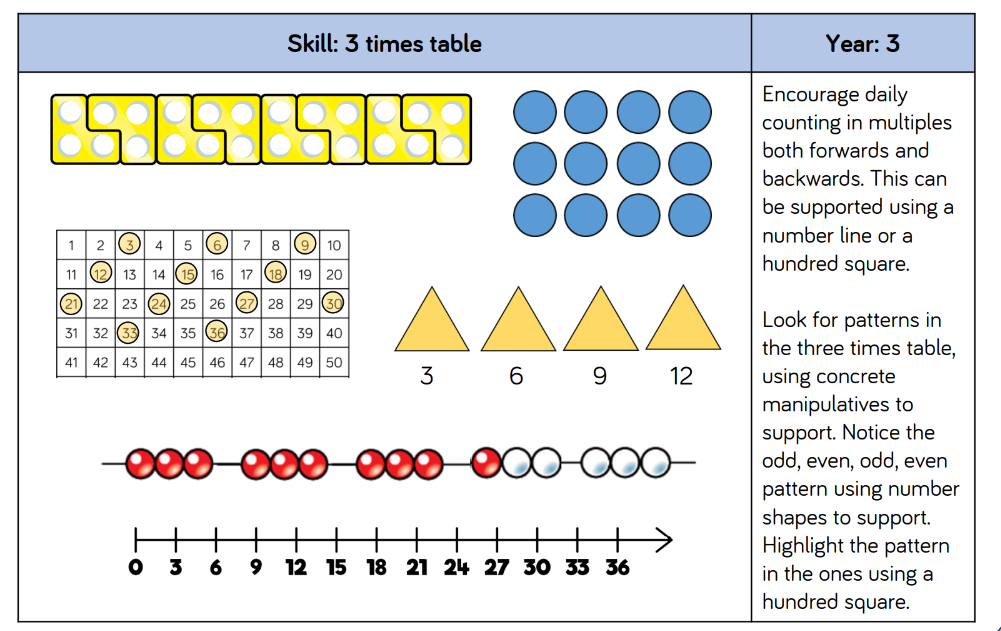 Skill: 3 times table
Year: 3
1 2 3 4 5 6 7 8 9 10
11 12 13 14 15 16 17 18 19 20
21 22 23 24 25 26 27 28 29 30
31 32 33 34 35 36 37 38 39 40
41 42 43 44 45 46 47 48 49 50
3 6 9 12
0 3 6 9 12 15 18 21 24 27 30 33 36
Encourage daily
counting in multiples
both forwards and
backwards. This can
be supported using a
number line or a
hundred square.
Look for patterns in
the three times table,
using concrete
manipulatives to
support. Notice the
odd, even, odd, even
pattern using number
shapes to support.
Highlight the pattern
in the ones using a
hundred square.